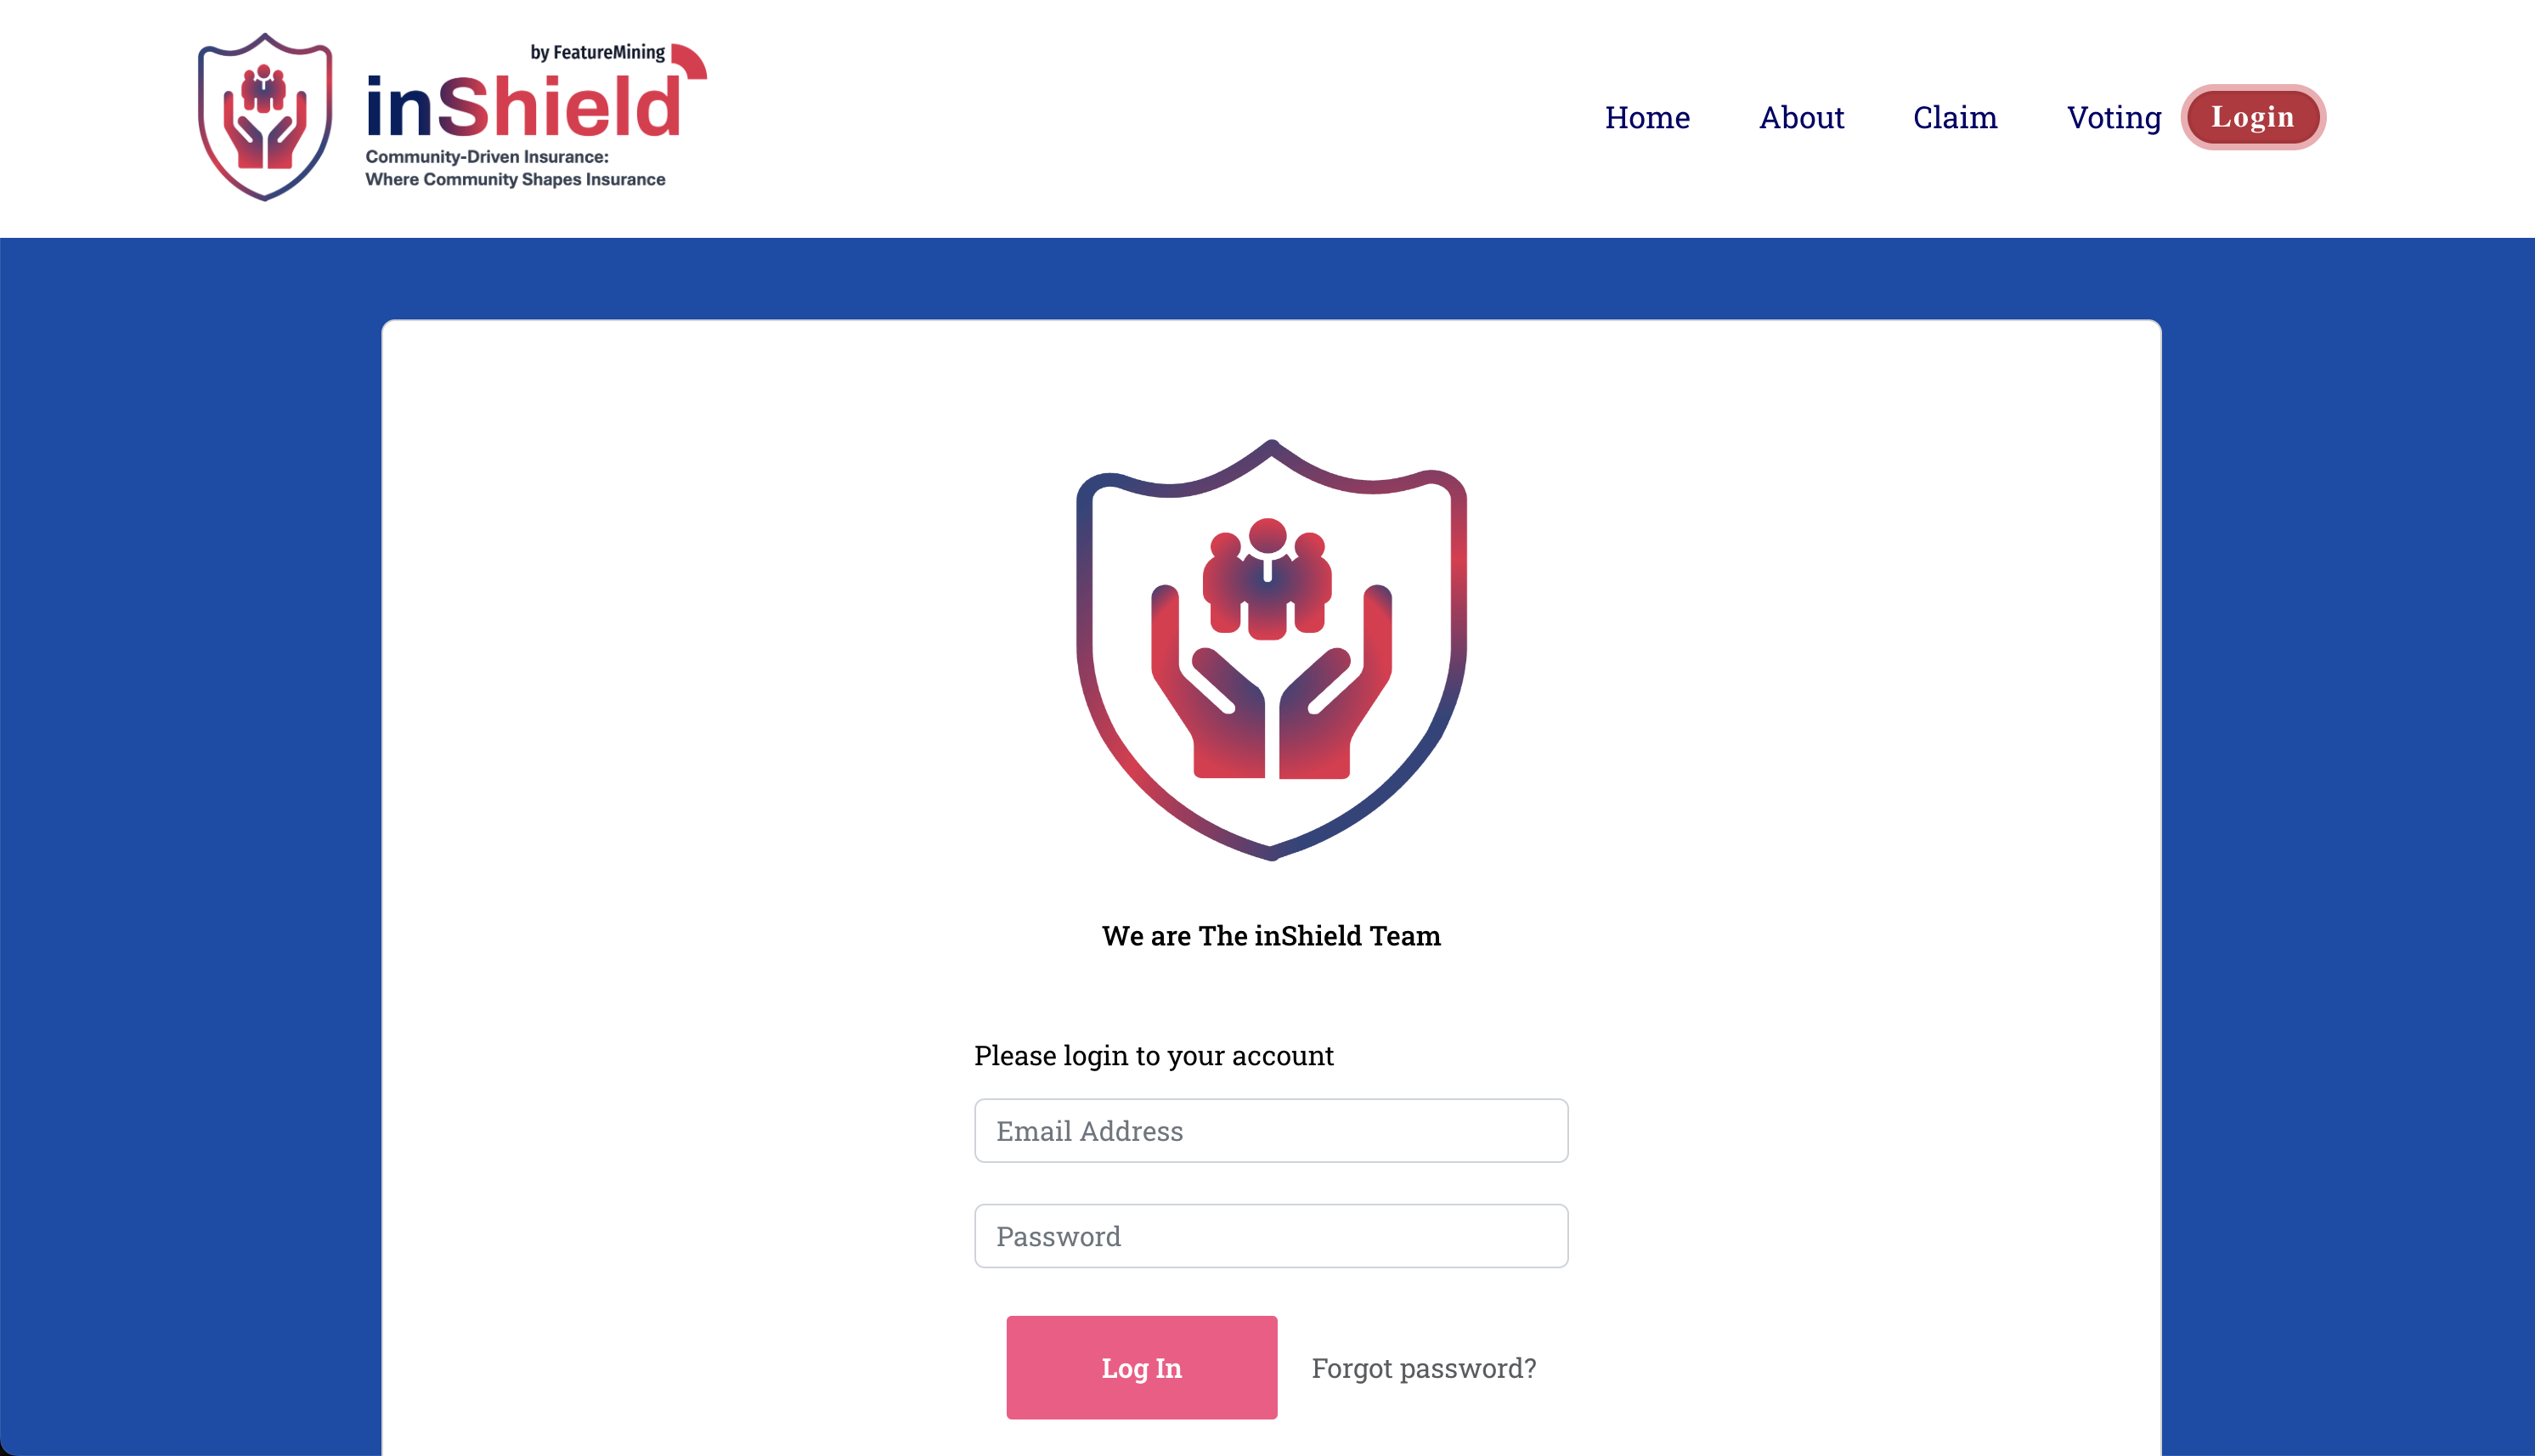 by FeatureMining
inShield
Community-Driven Insurance:
Where Community Shapes Insurance
Home About Claim Voting Login
We are The inShield Team
Please login to your account
Email Address
Password
Log In Forgot password?